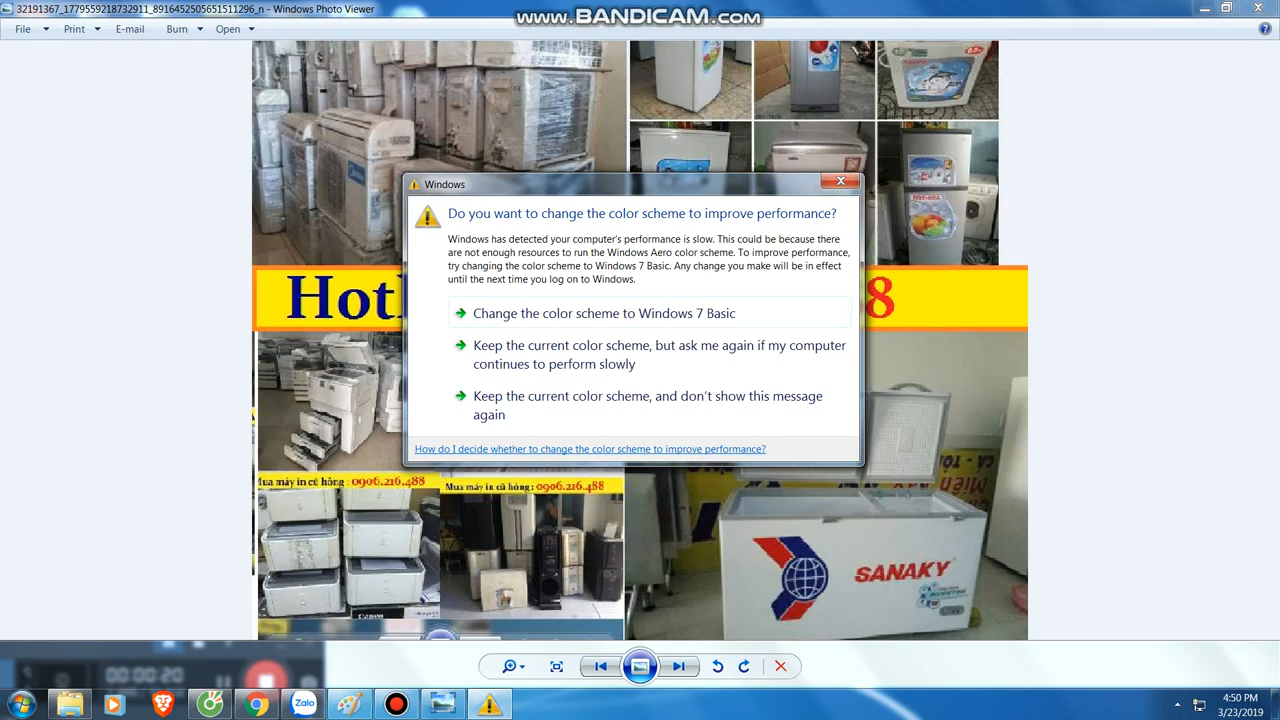 32191367_1779559218732911_8916452505651511296_n - Windows Photo Viewer
www.BANDICAM.com
File
Print
E-mail
Burn
Open
Midea
TOSHIBA
Windows
Do you want to change the color scheme to improve performance?
Windows has detected your computer's performance is slow. This could be because there
are not enough resources to run the Windows Aero color scheme. To improve performance,
try changing the color scheme to Windows 7 Basic. Any change you make will be in effect
until the next time you log on to Windows.
Change the color scheme to Windows 7 Basic
Keep the current color scheme, but ask me again if my computer
continues to perform slowly
Keep the current color scheme, and don't show this message
again
How do I decide whether to change the color scheme to improve performance?
Hot
8
Mua máy in cũ hỏng : 0906.216.488
Mua máy in cũ hỏng : 0906.216.488
SANAKY
INVERTER
Canon
00:00:20
Zalo
4:50 PM
3/23/2019